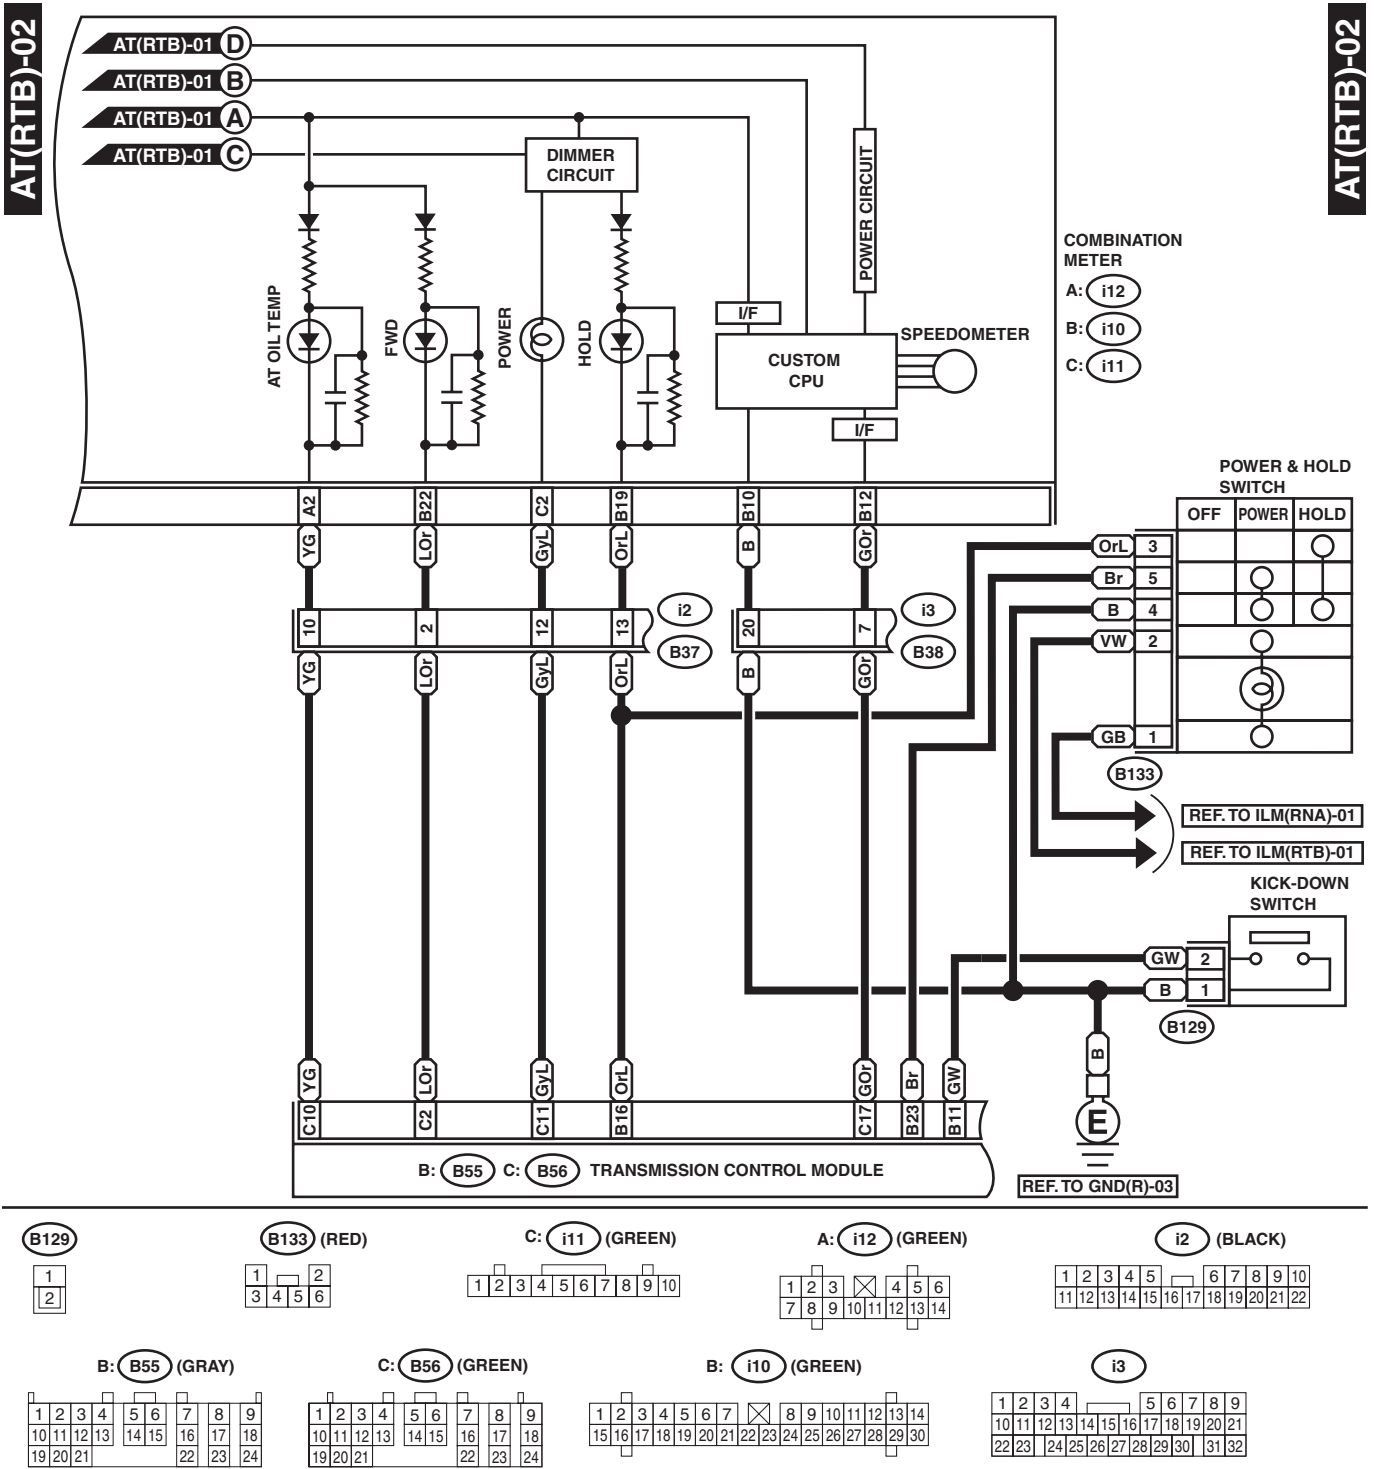 AT(RTB)-02
AT(RTB)-02
AT(RTB)-01 D
AT(RTB)-01 B
AT(RTB)-01 A
AT(RTB)-01 C
DIMMER
CIRCUIT
POWER CIRCUIT
COMBINATION
METER
A: i12
B: i10
C: i11
AT OIL TEMP
FWD
POWER
HOLD
I/F
SPEEDOMETER
CUSTOM
CPU
I/F
POWER & HOLD
SWITCH
OFF POWER HOLD
A2 B22 C2 B19 B10 B12
YG LOr GyL OrL B GOr
OrL 3
Br 5
B 4
VW 2
GB 1
B133
10 2 12 13 20 7
i2
B37
i3
B38
YG LOr GyL OrL B GOr
REF. TO ILM(RNA)-01
REF. TO ILM(RTB)-01
KICK-DOWN
SWITCH
GW 2
B 1
B129
B
E
REF. TO GND(R)-03
YG LOr GyL OrL GOr Br GW
C10 C2 C11 B16 C17 B23 B11
B: B55 C: B56 TRANSMISSION CONTROL MODULE
B129
1
2
B133 (RED)
1 2
3 4 5 6
C: i11 (GREEN)
1 2 3 4 5 6 7 8 9 10
A: i12 (GREEN)
1 2 3 4 5 6
7 8 9 10 11 12 13 14
i2 (BLACK)
1 2 3 4 5 6 7 8 9 10
11 12 13 14 15 16 17 18 19 20 21 22
B: B55 (GRAY)
1 2 3 4 5 6 7 8 9
10 11 12 13 14 15 16 17 18
19 20 21 22 23 24
C: B56 (GREEN)
1 2 3 4 5 6 7 8 9
10 11 12 13 14 15 16 17 18
19 20 21 22 23 24
B: i10 (GREEN)
1 2 3 4 5 6 7 8 9 10 11 12 13 14
15 16 17 18 19 20 21 22 23 24 25 26 27 28 29 30
i3
1 2 3 4 5 6 7 8 9
10 11 12 13 14 15 16 17 18 19 20 21
22 23 24 25 26 27 28 29 30 31 32